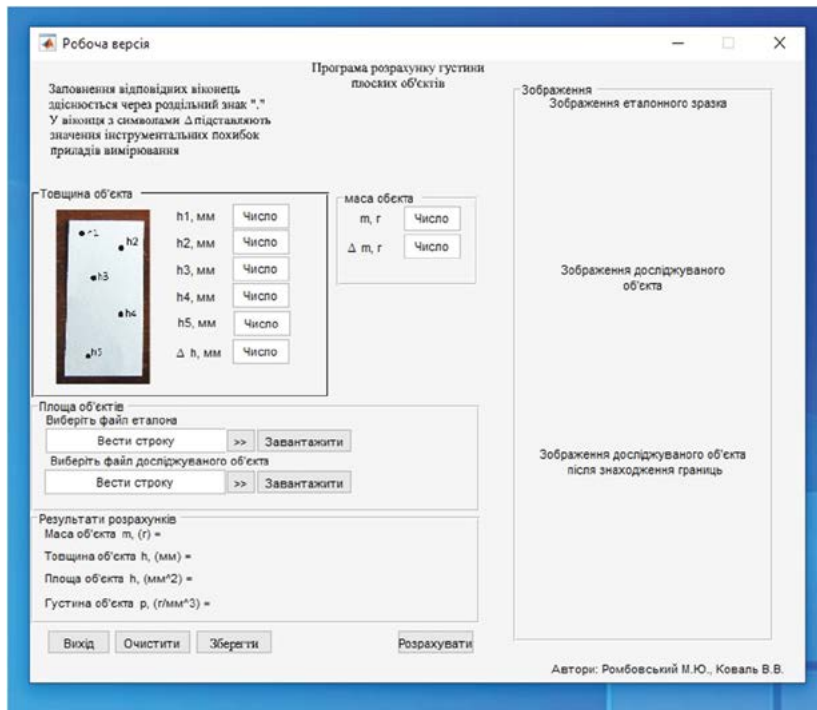 Робоча версія
Програма розрахунку густини
плоских об'єктів
Заповнення відповідних віконець
здіснюється через роздільний знак "."
У віконця з символами Δ підставляють
значення інструментальних похибок
приладів вимірювання
Товщина об'єкта
h2
h3
h4
h5
h1, мм Число
h2, мм Число
h3, мм Число
h4, мм Число
h5, мм Число
Δ h, мм Число
маса обєкта
m, г Число
Δ m, г Число
Площа об'єктів
Виберіть файл еталона
Вести строку >> Завантажити
Виберіть файл досліджуваного об'єкта
Вести строку >> Завантажити
Результати розрахунків
Маса об'єкта m, (г) =
Товщина об'єкта h, (мм) =
Площа об'єкта h, (мм^2) =
Густина об'єкта p, (г/мм^3) =
Вихід Очистити Зберегти Розрахувати
Зображення
Зображення еталонного зразка
Зображення досліджуваного
об'єкта
Зображення досліджуваного об'єкта
після знаходження границь
Автори: Ромбовський М.Ю., Коваль В.В.